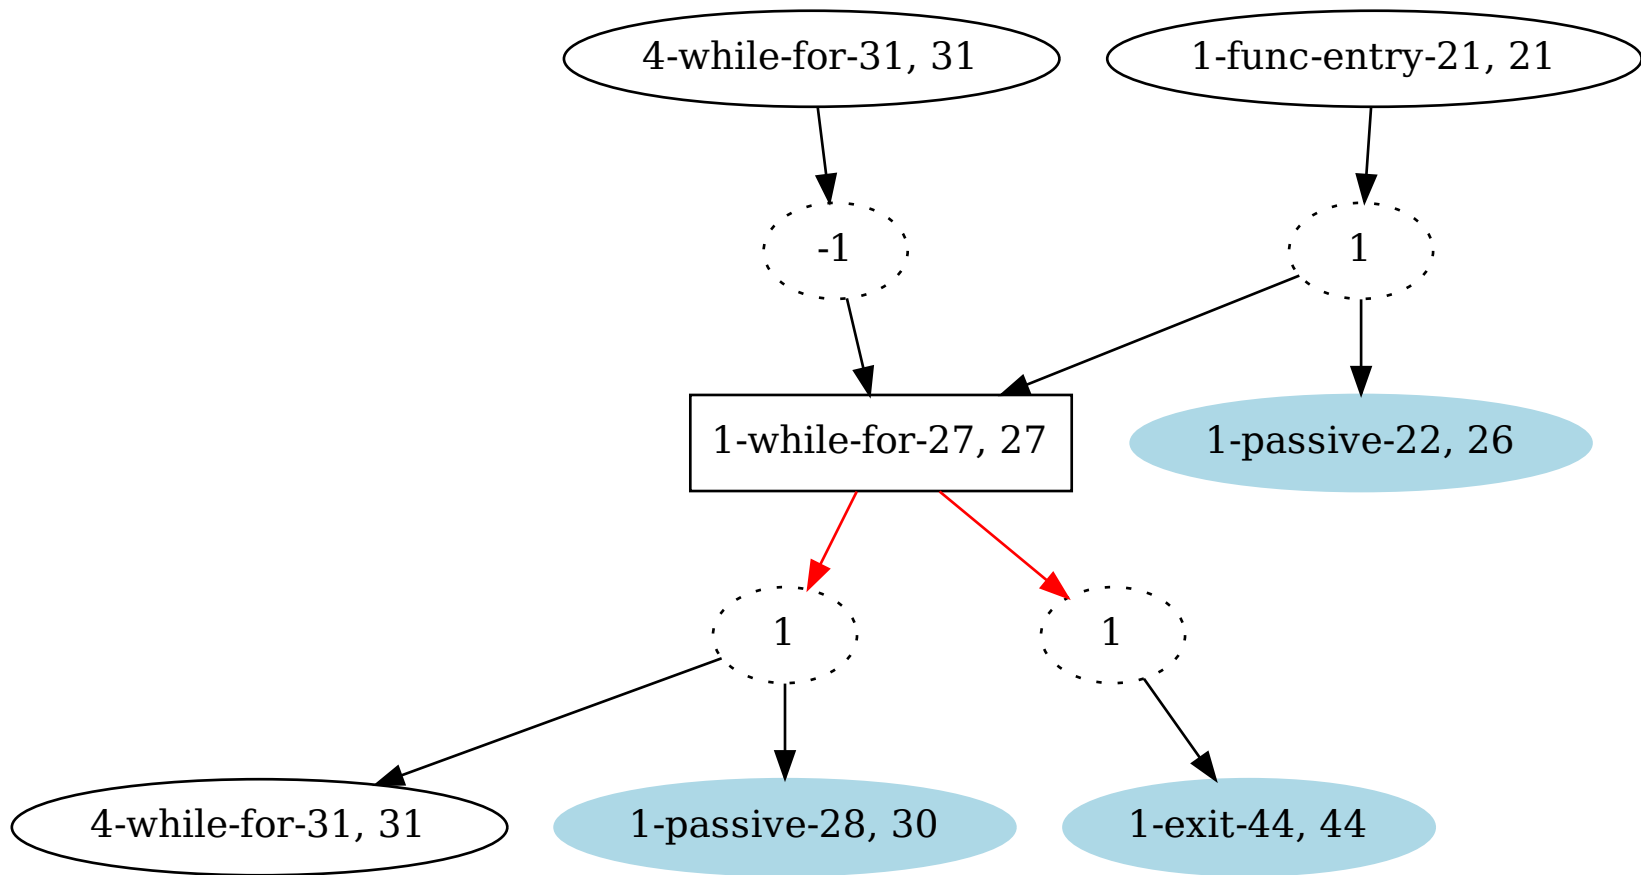 4-while-for-31, 31
1-func-entry-21, 21
-1
1
1-while-for-27, 27
1-passive-22, 26
1
1
4-while-for-31, 31
1-passive-28, 30
1-exit-44, 44